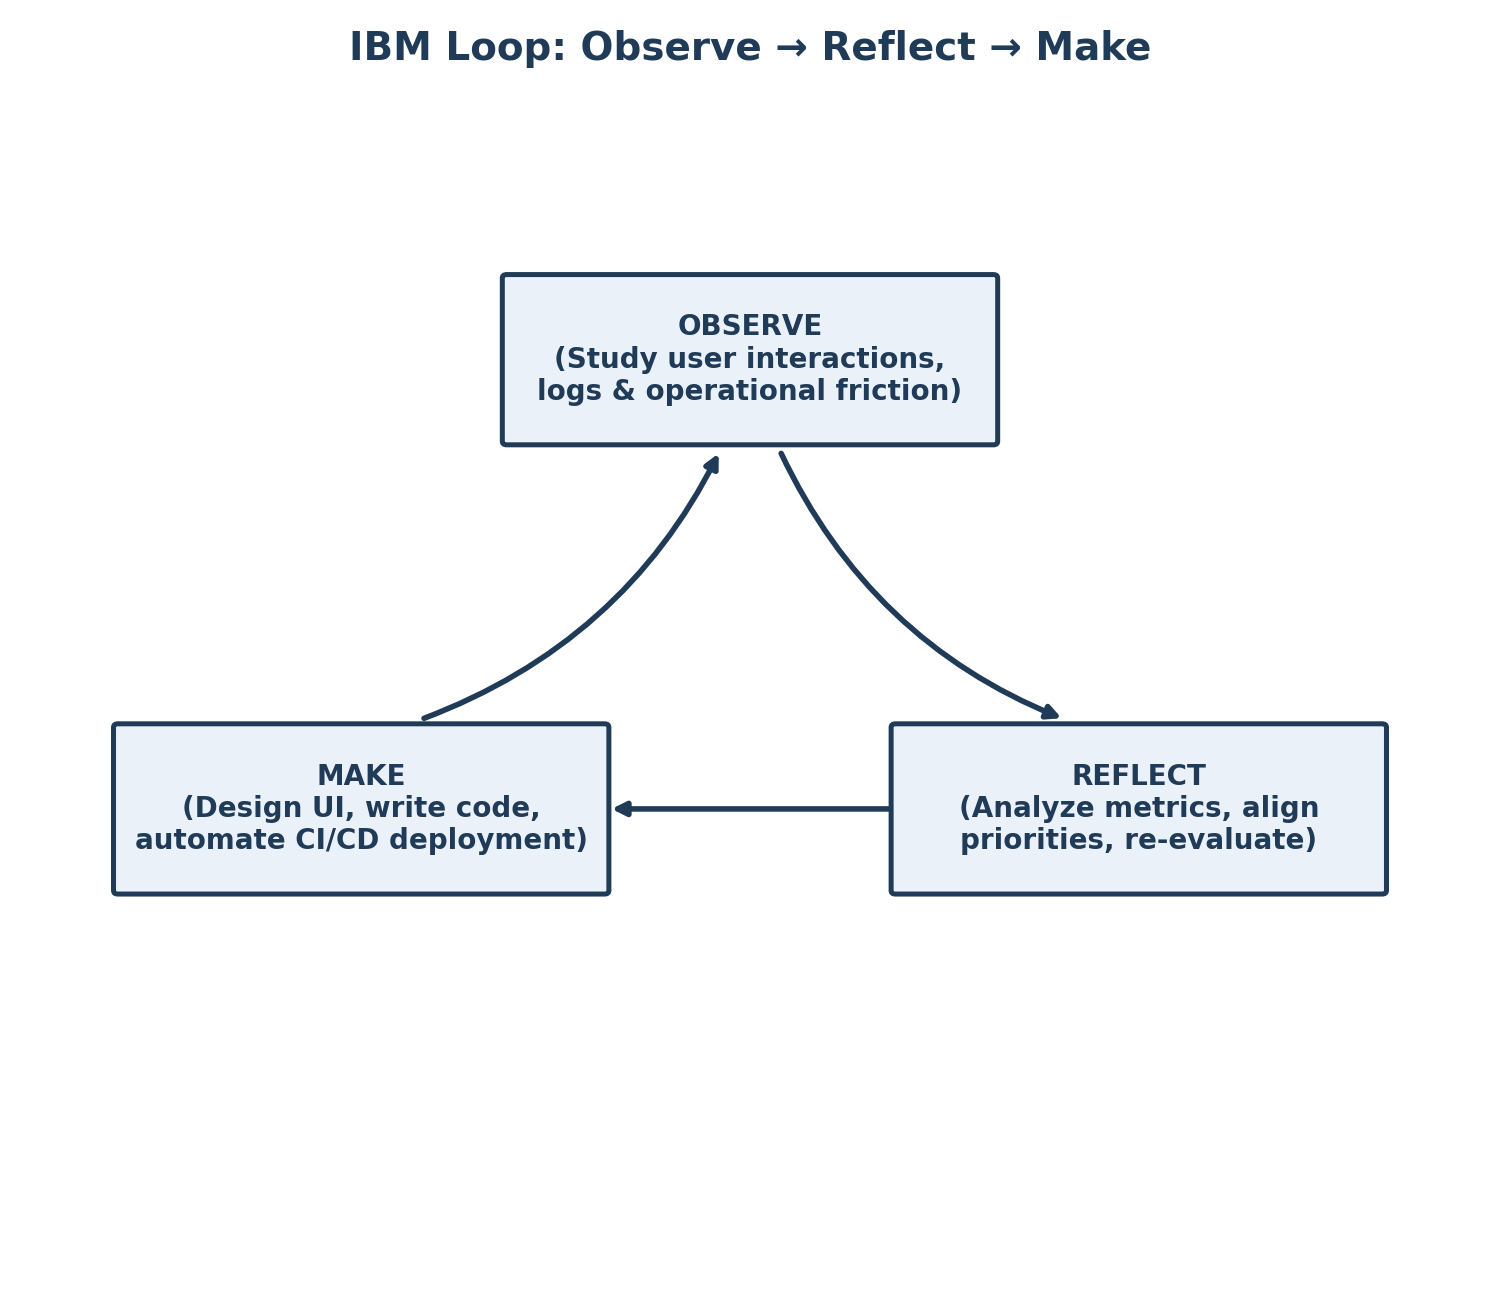 IBM Loop: Observe → Reflect → Make
OBSERVE
(Study user interactions,
logs & operational friction)
MAKE
(Design UI, write code,
automate CI/CD deployment)
REFLECT
(Analyze metrics, align
priorities, re-evaluate)